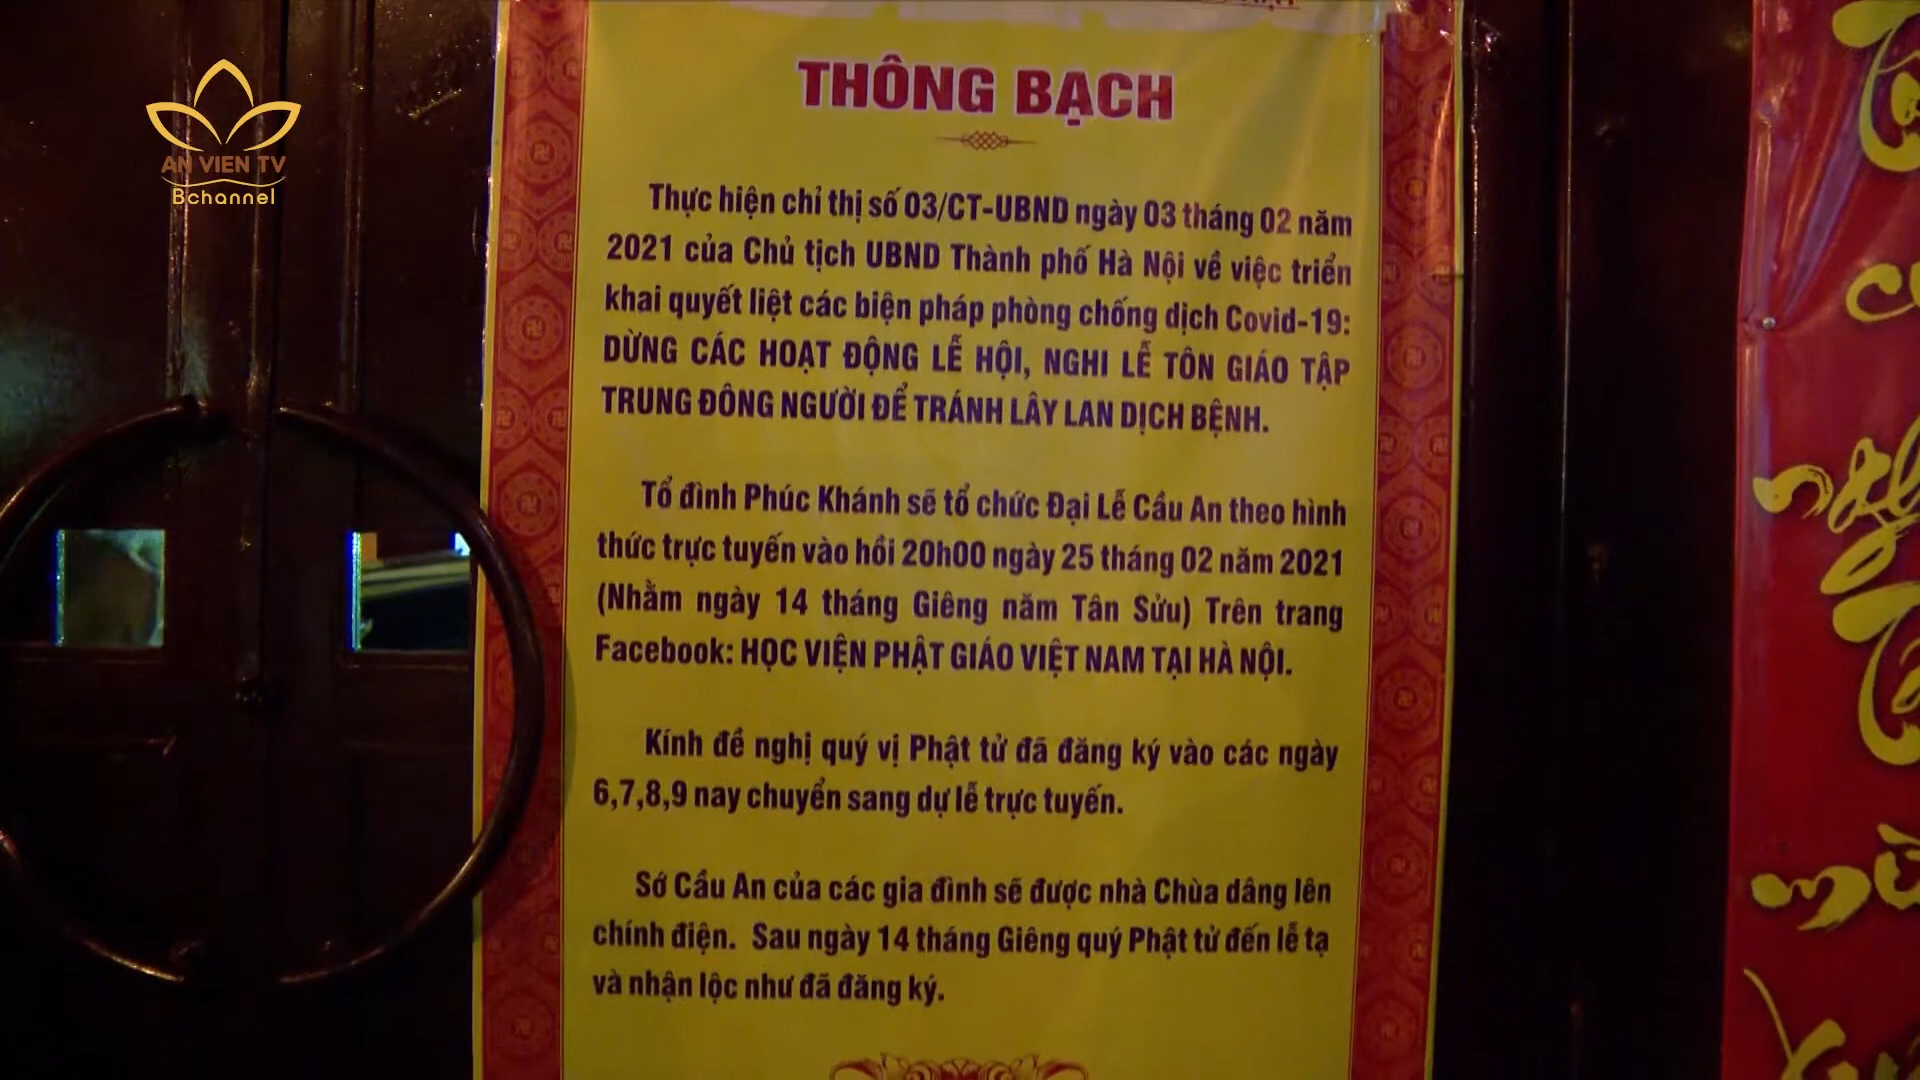 AN VIEN TV
Bchannel
THÔNG BẠCH
Thực hiện chỉ thị số 03/CT-UBND ngày 03 tháng 02 năm
2021 của Chủ tịch UBND Thành phố Hà Nội về việc triển
khai quyết liệt các biện pháp phòng chống dịch Covid-19:
DỪNG CÁC HOẠT ĐỘNG LỄ HỘI, NGHI LỄ TÔN GIÁO TẬP
TRUNG ĐÔNG NGƯỜI ĐỂ TRÁNH LÂY LAN DỊCH BỆNH.
Tổ đình Phúc Khánh sẽ tổ chức Đại Lễ Cầu An theo hình
thức trực tuyến vào hồi 20h00 ngày 25 tháng 02 năm 2021
(Nhằm ngày 14 tháng Giêng năm Tân Sửu) Trên trang
Facebook: HỌC VIỆN PHẬT GIÁO VIỆT NAM TẠI HÀ NỘI.
Kính đề nghị quý vị Phật tử đã đăng ký vào các ngày
6,7,8,9 nay chuyển sang dự lễ trực tuyến.
Sớ Cầu An của các gia đình sẽ được nhà Chùa dâng lên
chính điện. Sau ngày 14 tháng Giêng quý Phật tử đến lễ tạ
và nhận lộc như đã đăng ký.